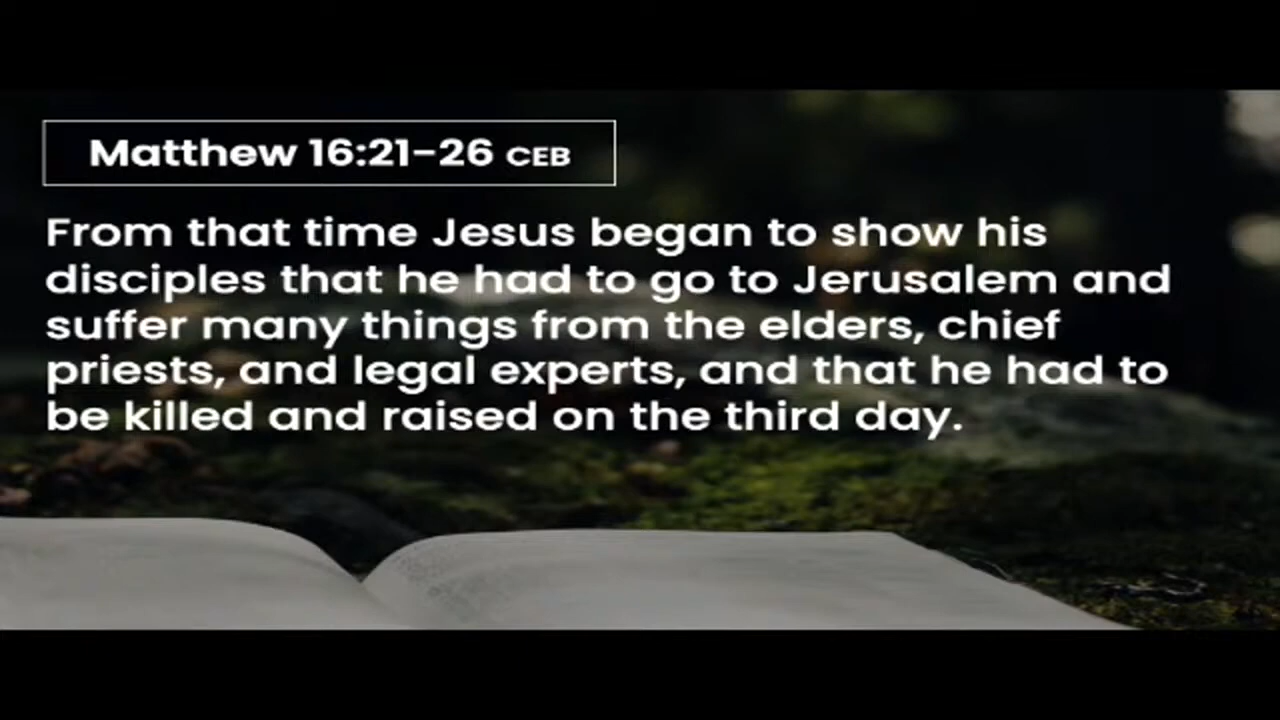 Matthew 16:21-26 CEB
From that time Jesus began to show his
disciples that he had to go to Jerusalem and
suffer many things from the elders, chief
priests, and legal experts, and that he had to
be killed and raised on the third day.